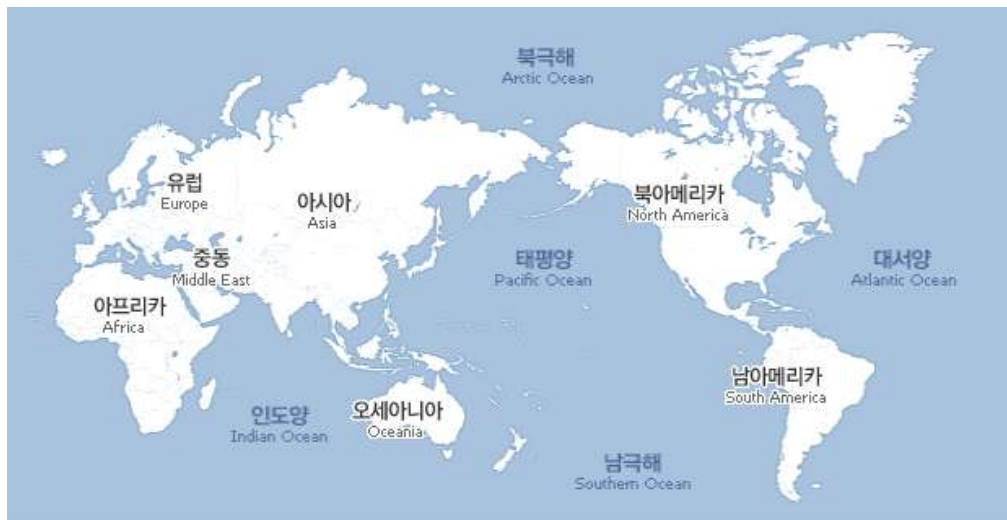 북극해
Arctic Ocean
유럽
Europe
아시아
Asia
북아메리카
North America
중동
Middle East
태평양
Pacific Ocean
대서양
Atlantic Ocean
아프리카
Africa
남아메리카
South America
인도양
Indian Ocean
오세아니아
Oceania
남극해
Southern Ocean